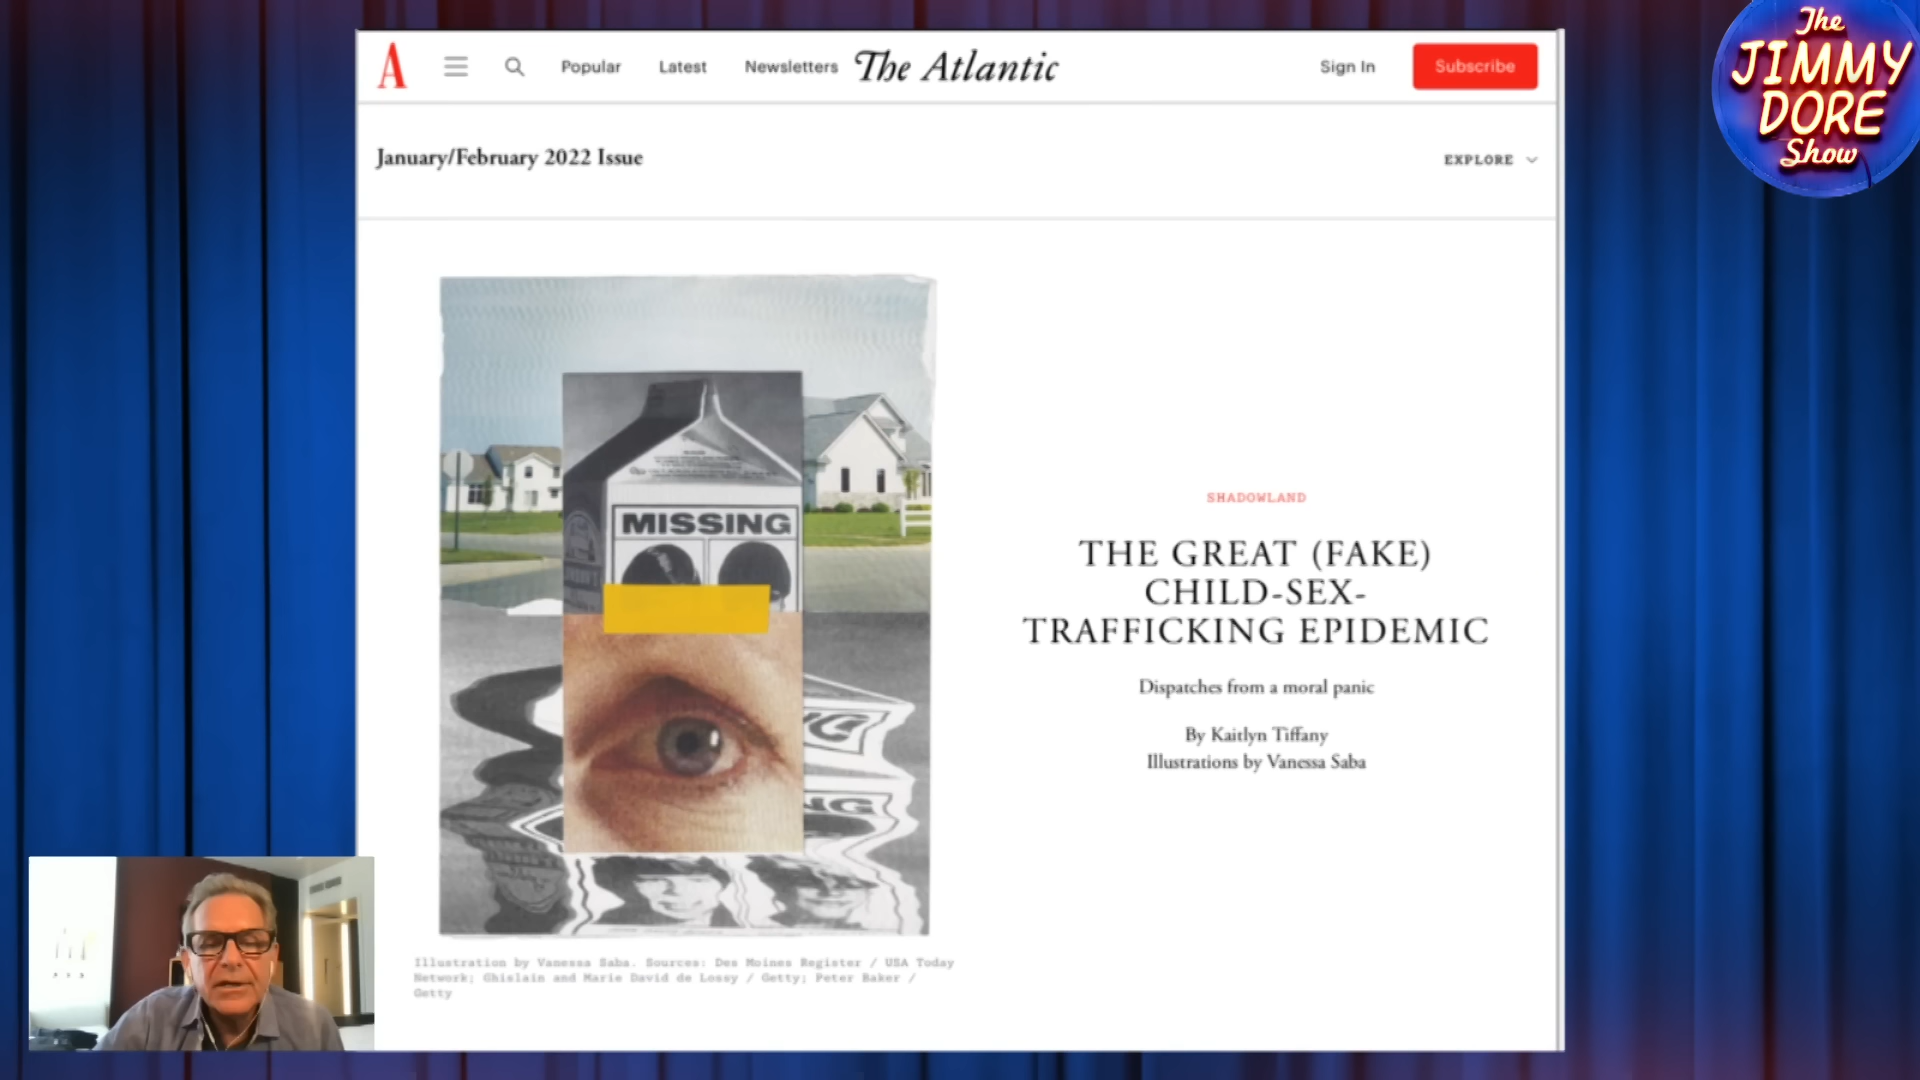 The
JIMMY
DORE
Show
Popular
Latest
Newsletters
The Atlantic
Sign In
Subscribe
January/February 2022 Issue
EXPLORE
MISSING
SHADOWLAND
THE GREAT (FAKE)
CHILD-SEX-
TRAFFICKING EPIDEMIC
Dispatches from a moral panic
By Kaitlyn Tiffany
Illustrations by Vanessa Saba
Illustration by Vanessa Saba. Sources: Des Moines Register / USA Today
Network; Ghislain and Marie David de Lossy / Getty; Peter Baker /
Getty